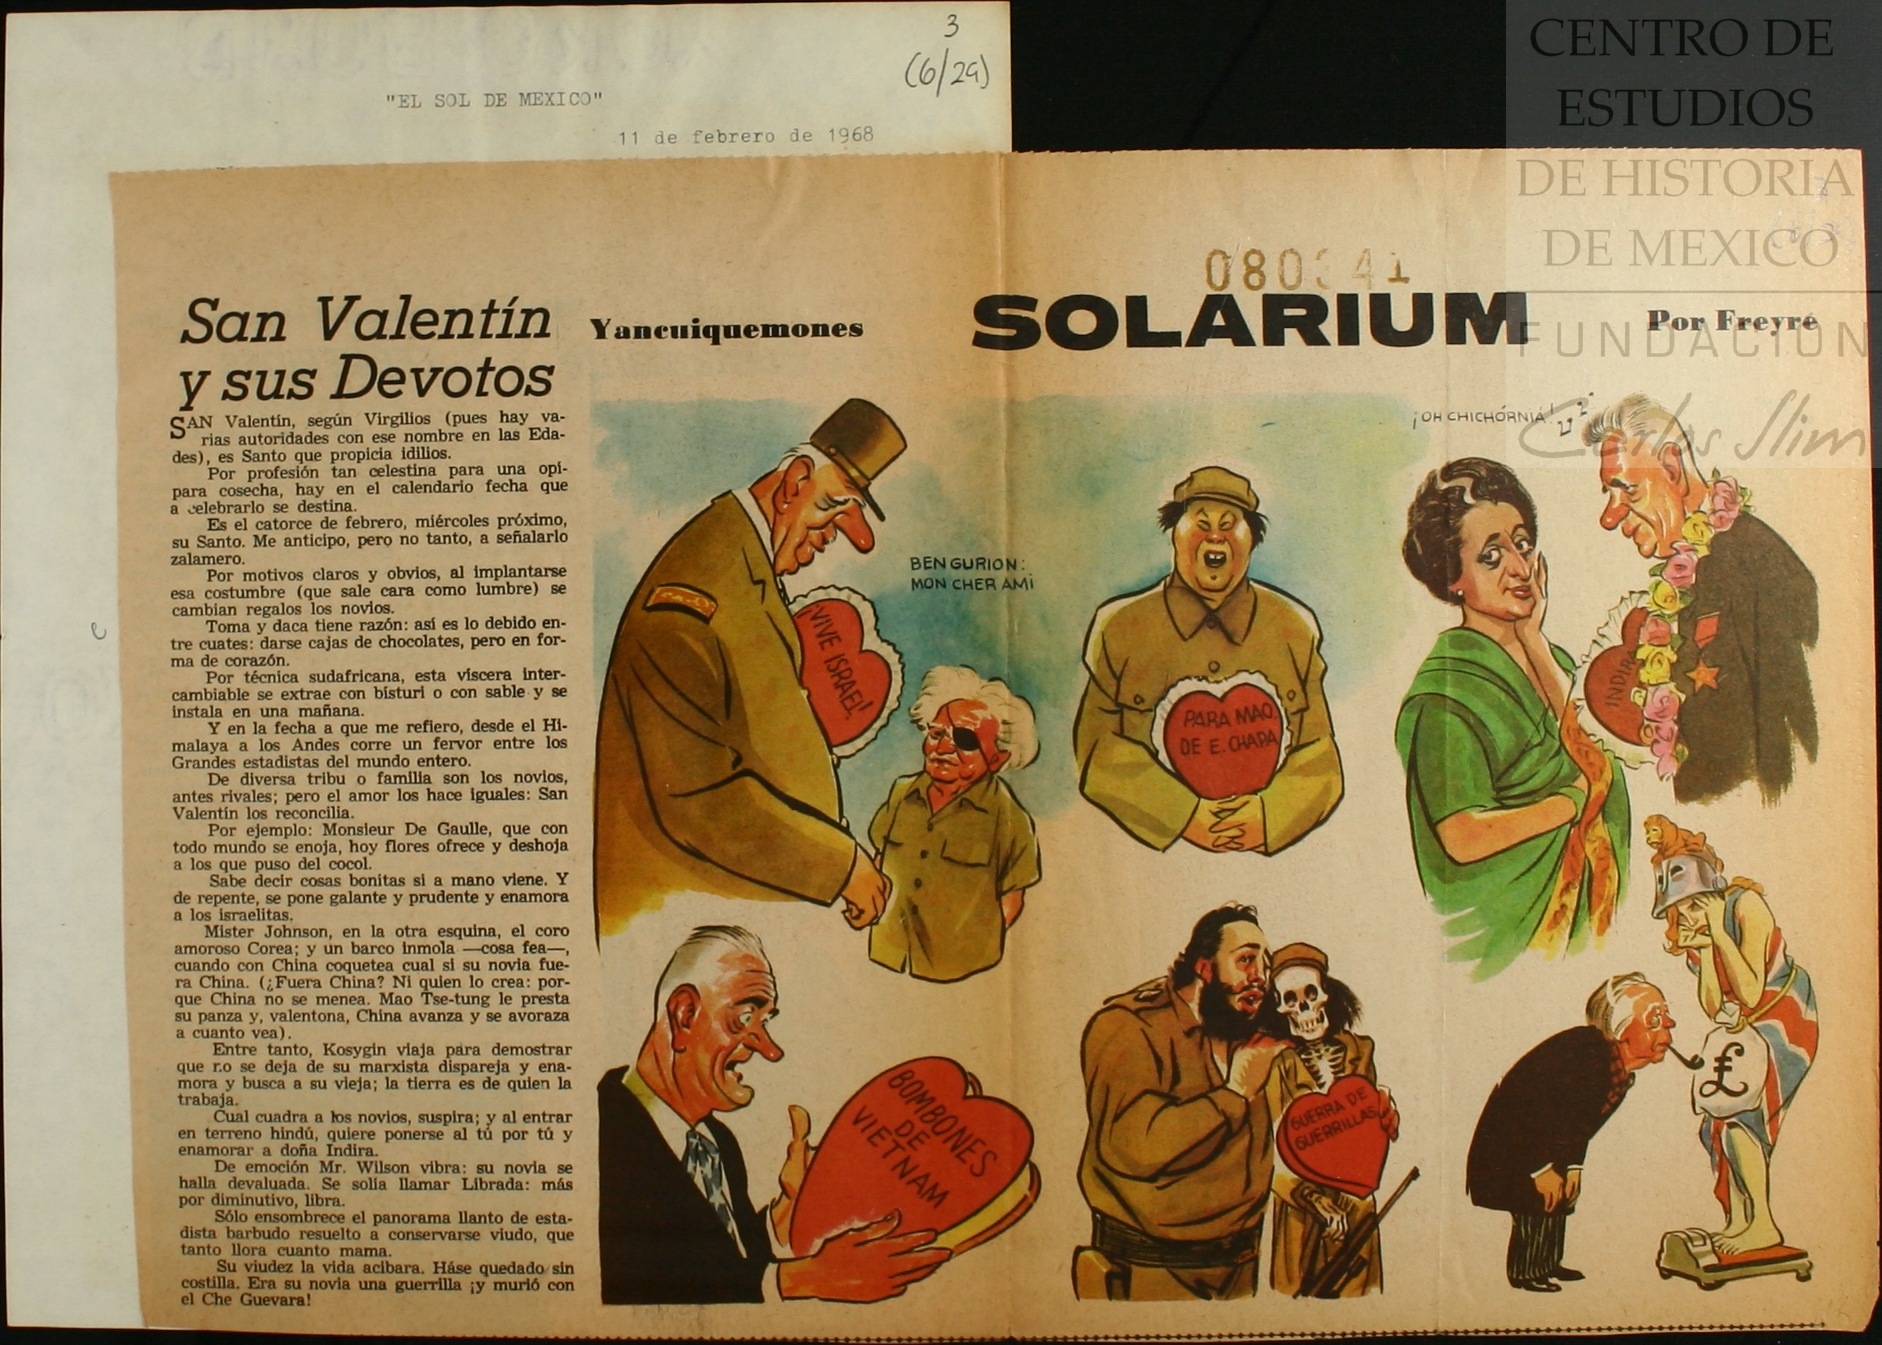 3
(6/29)
"EL SOL DE MEXICO"
11 de febrero de 1968
CENTRO DE
ESTUDIOS
DE HISTORIA
DE MEXICO
FUNDACION
Carlos Slim
080341
San Valentín
y sus Devotos
Yancuiquemones
SOLARIUM
Por Freyre
SAN Valentín, según Virgilios (pues hay va-
rias autoridades con ese nombre en las Eda-
des), es Santo que propicia idilios.
Por profesión tan celestina para una opi-
para cosecha, hay en el calendario fecha que
a celebrarlo se destina.
Es el catorce de febrero, miércoles próximo,
su Santo. Me anticipo, pero no tanto, a señalarlo
zalamero.
Por motivos claros y obvios, al implantarse
esa costumbre (que sale cara como lumbre) se
cambian regalos los novios.
Toma y daca tiene razón: así es lo debido en-
tre cuates: darse cajas de chocolates, pero en for-
ma de corazón.
Por técnica sudafricana, esta víscera inter-
cambiable se extrae con bisturí o con sable y se
instala en una mañana.
Y en la fecha a que me refiero, desde el Hi-
malaya a los Andes corre un fervor entre los
Grandes estadistas del mundo entero.
De diversa tribu o familia son los novios,
antes rivales; pero el amor los hace iguales: San
Valentín los reconcilia.
Por ejemplo: Monsieur De Gaulle, que con
todo mundo se enoja, hoy flores ofrece y deshoja
a los que puso del cocol.
Sabe decir cosas bonitas si a mano viene. Y
de repente, se pone galante y prudente y enamora
a los israelitas.
Mister Johnson, en la otra esquina, el coro
amoroso Corea; y un barco inmola —cosa fea—,
cuando con China coquetea cual si su novia fue-
ra China. (¿Fuera China? Ni quien lo crea: por-
que China no se menea. Mao Tse-tung le presta
su panza y, valentona, China avanza y se avoraza
a cuanto vea).
Entre tanto, Kosygin viaja para demostrar
que no se deja de su marxista dispareja y ena-
mora y busca a su vieja; la tierra es de quien la
trabaja.
Cual cuadra a los novios, suspira; y al entrar
en terreno hindú, quiere ponerse al tú por tú y
enamorar a doña Indira.
De emoción Mr. Wilson vibra: su novia se
halla devaluada. Se solía llamar Librada: más
por diminutivo, libra.
Sólo ensombrece el panorama llanto de esta-
dista barbudo resuelto a conservarse viudo, que
tanto llora cuanto mama.
Su viudez la vida acibara. Háse quedado sin
costilla. Era su novia una guerrilla ¡y murió con
el Che Guevara!
¡VIVE ISRAEL!
BEN GURION:
MON CHER AMI
PARA MAO,
DE E. CHAPA
¡OH CHICHÓRNIA!
INDIRA
BOMBONES
DE
VIETNAM
GUERRA DE
GUERRILLAS
£